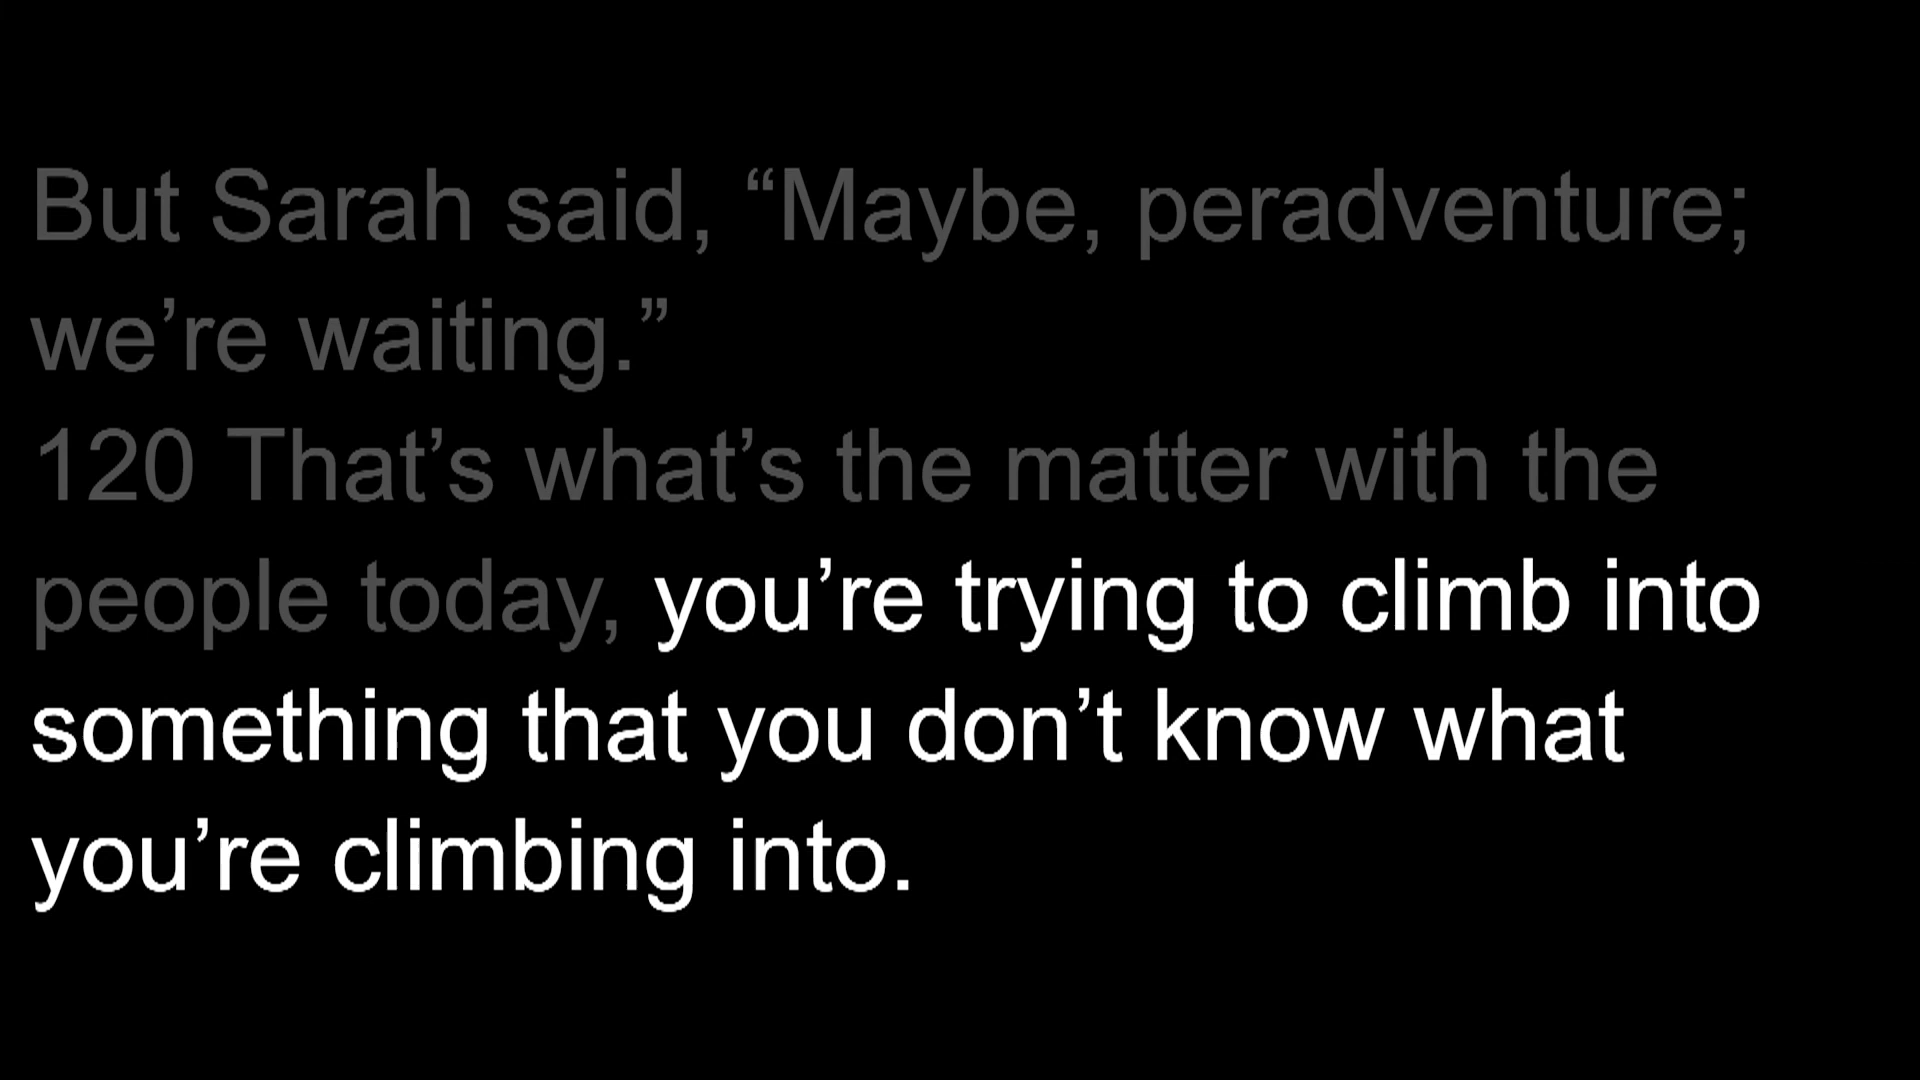 But Sarah said, “Maybe, peradventure;
we’re waiting.”
120 That’s what’s the matter with the
people today, you’re trying to climb into
something that you don’t know what
you’re climbing into.